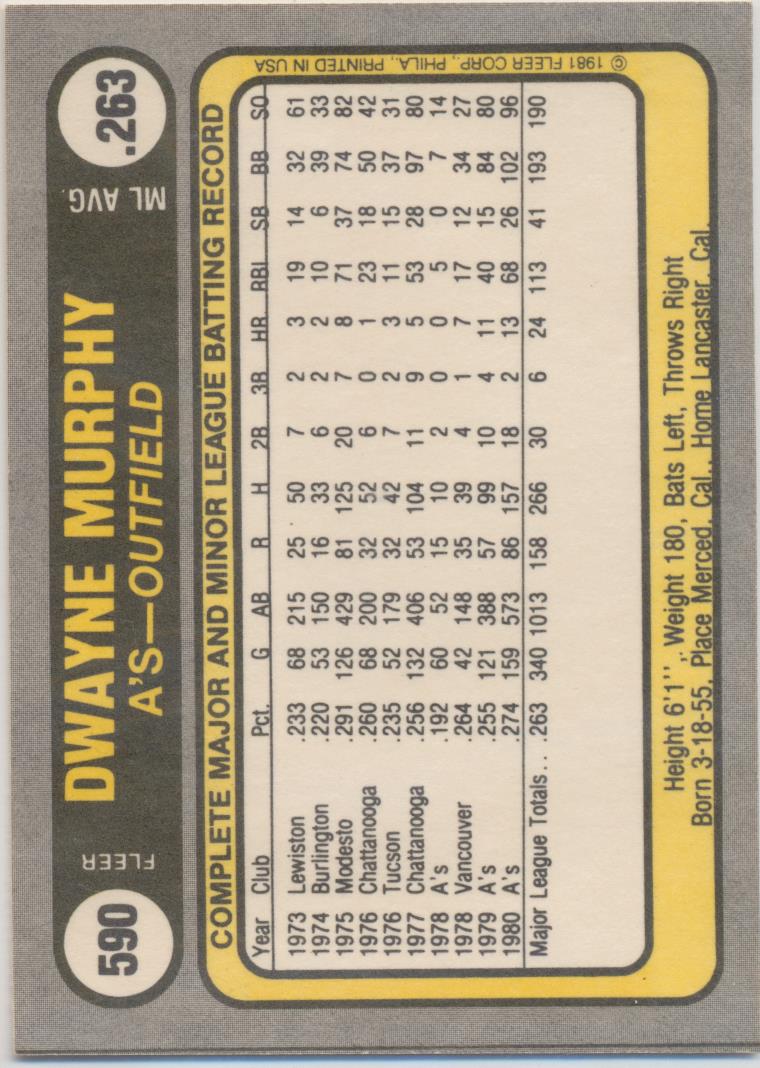 590 FLEER DWAYNE MURPHY ML AVG. .263
A'S—OUTFIELD
COMPLETE MAJOR AND MINOR LEAGUE BATTING RECORD
Year Club Pct. G AB R H 2B 3B HR RBI SB BB SO
1973 Lewiston .233 68 215 25 50 7 2 3 19 14 32 61
1974 Burlington .220 53 150 16 33 6 2 2 10 6 39 33
1975 Modesto .291 126 429 81 125 20 7 8 71 37 74 82
1976 Chattanooga .260 68 200 32 52 6 0 1 23 18 50 42
1976 Tucson .235 52 179 32 42 7 2 3 11 15 37 31
1977 Chattanooga .256 132 406 53 104 11 9 5 53 28 97 80
1978 A's .192 60 52 15 10 2 0 0 5 0 7 14
1978 Vancouver .264 42 148 35 39 4 1 7 17 12 34 27
1979 A's .255 121 388 57 99 10 4 11 40 15 84 80
1980 A's .274 159 573 86 157 18 2 13 68 26 102 96
Major League Totals . . .263 340 1013 158 266 30 6 24 113 41 193 190
Height 6'1'', Weight 180, Bats Left, Throws Right
Born 3-18-55, Place Merced, Cal., Home Lancaster, Cal.
© 1981 FLEER CORP., PHILA., PRINTED IN USA